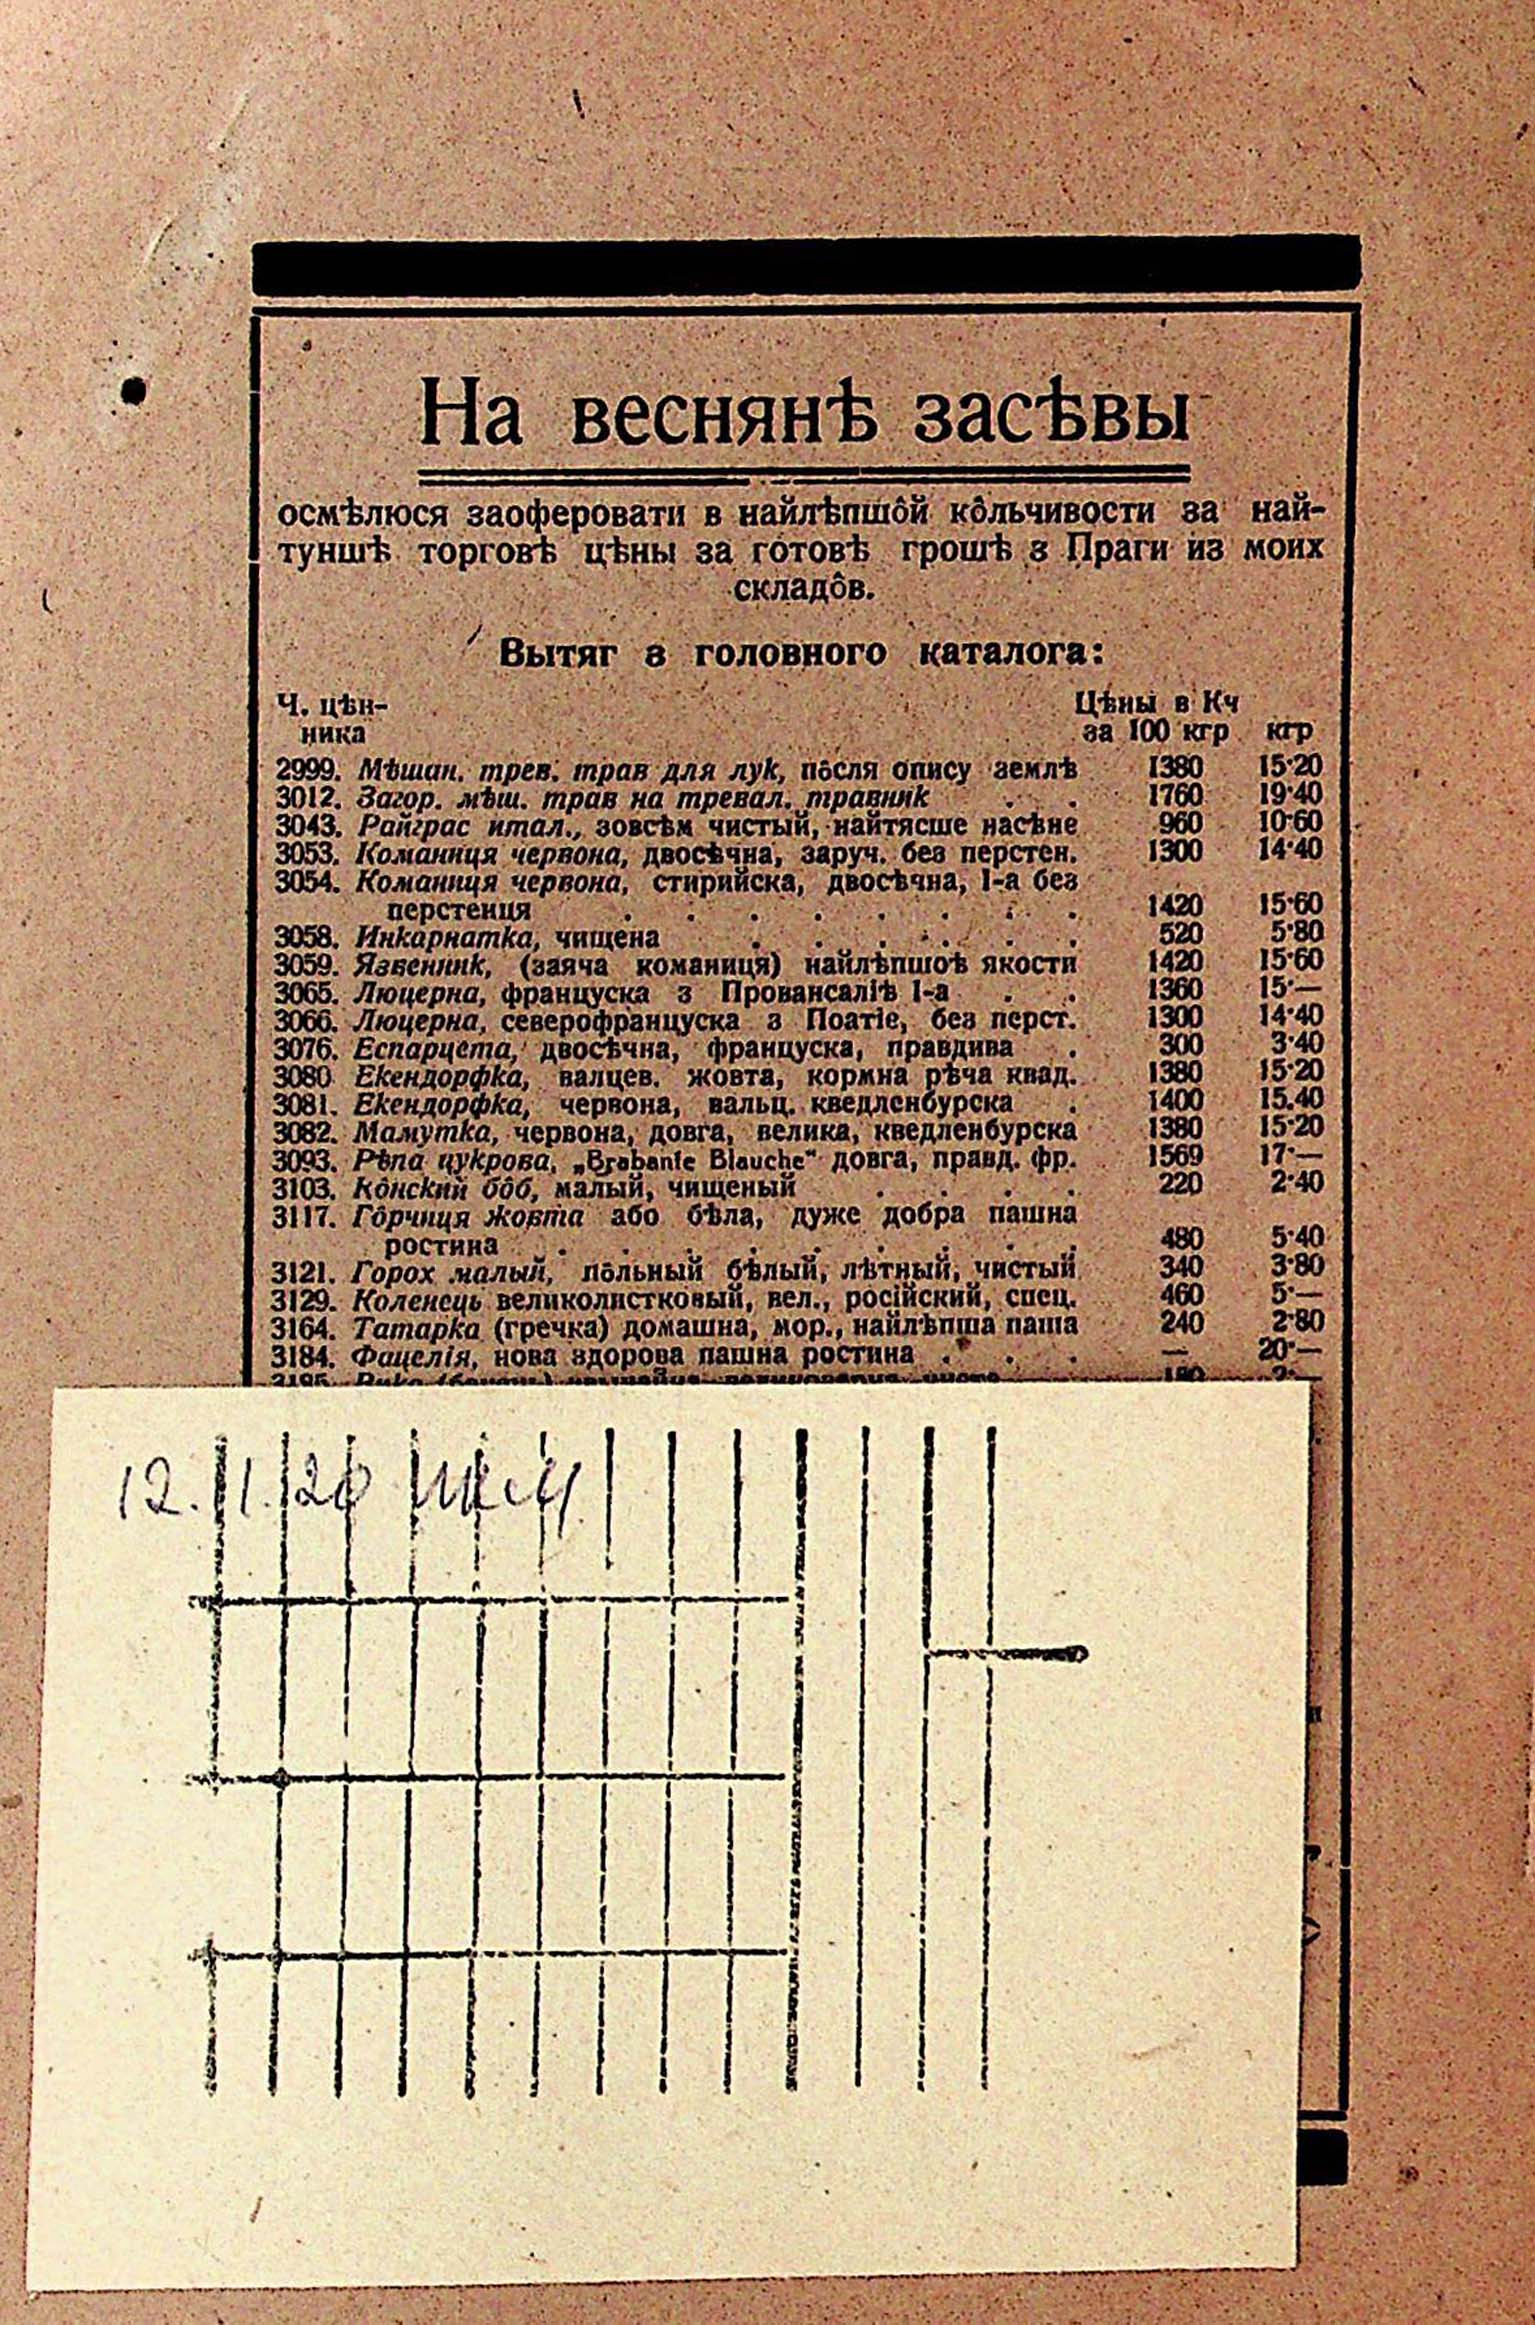 На веснянѣ засѣвы
осмѣлюся заоферовати в найлѣпшôй кôльчивости за най-
туншѣ торговѣ цѣны за готовѣ грошѣ з Праги из моих
складôв.
Вытяг з головного каталога:
Ч. цѣн-
ника
Цѣны в Кч
за 100 кгр кгр
2999. Мѣшан. трев. трав для лук, пôсля опису землѣ 1380 15·20
3012. Загор. мѣш. трав на тревал. травник . . 1760 19·40
3043. Райграс итал., зовсѣм чистый, найтясше насѣне 960 10·60
3053. Команиця червона, двосѣчна, заруч. без перстен. 1300 14·40
3054. Команиця червона, стирийска, двосѣчна, I-а без
перстенця . . . . . . . . 1420 15·60
3058. Инкарнатка, чищена . . . . . . 520 5·80
3059. Язвенник, (заяча команиця) найлѣпшоѣ якости 1420 15·60
3065. Люцерна, француска з Провансаліѣ I-а . . 1360 15·—
3066. Люцерна, северофранцуска з Поатіе, без перст. 1300 14·40
3076. Еспарцета, двосѣчна, француска, правдива . 300 3·40
3080 Екендорфка, валцев. жовта, кормна рѣча квад. 1380 15·20
3081. Екендорфка, червона, вальц. кведленбурска . 1400 15.40
3082. Мамутка, червона, довга, велика, кведленбурска 1380 15·20
3093. Рѣпа цукрова, „Brabante Blauche“ довга, правд. фр. 1569 17·—
3103. Кôнский бôб, малый, чищеный . . . . 220 2·40
3117. Гôрчиця жовта або бѣла, дуже добра пашна
ростина . . . . . . . . . 480 5·40
3121. Горох малый, пôльный бѣлый, лѣтный, чистый 340 3·80
3129. Коленець великолистковый, вел., російский, спец. 460 5·—
3164. Татарка (гречка) домашна, мор., найлѣпша паша 240 2·80
3184. Фацелія, нова здорова пашна ростина . . . — 20·—
12.